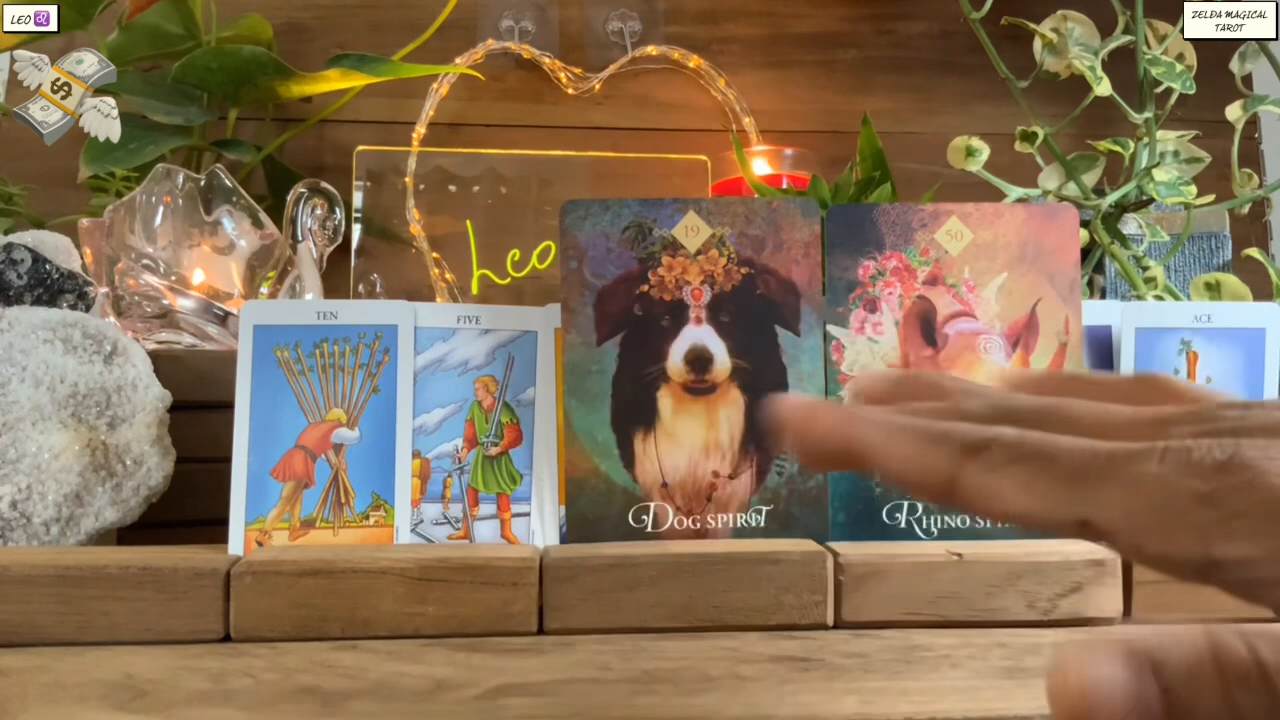 LEO
ZELDA MAGICAL
TAROT
Leo
19
50
TEN
FIVE
ACE
DOG SPIRIT
RHINO